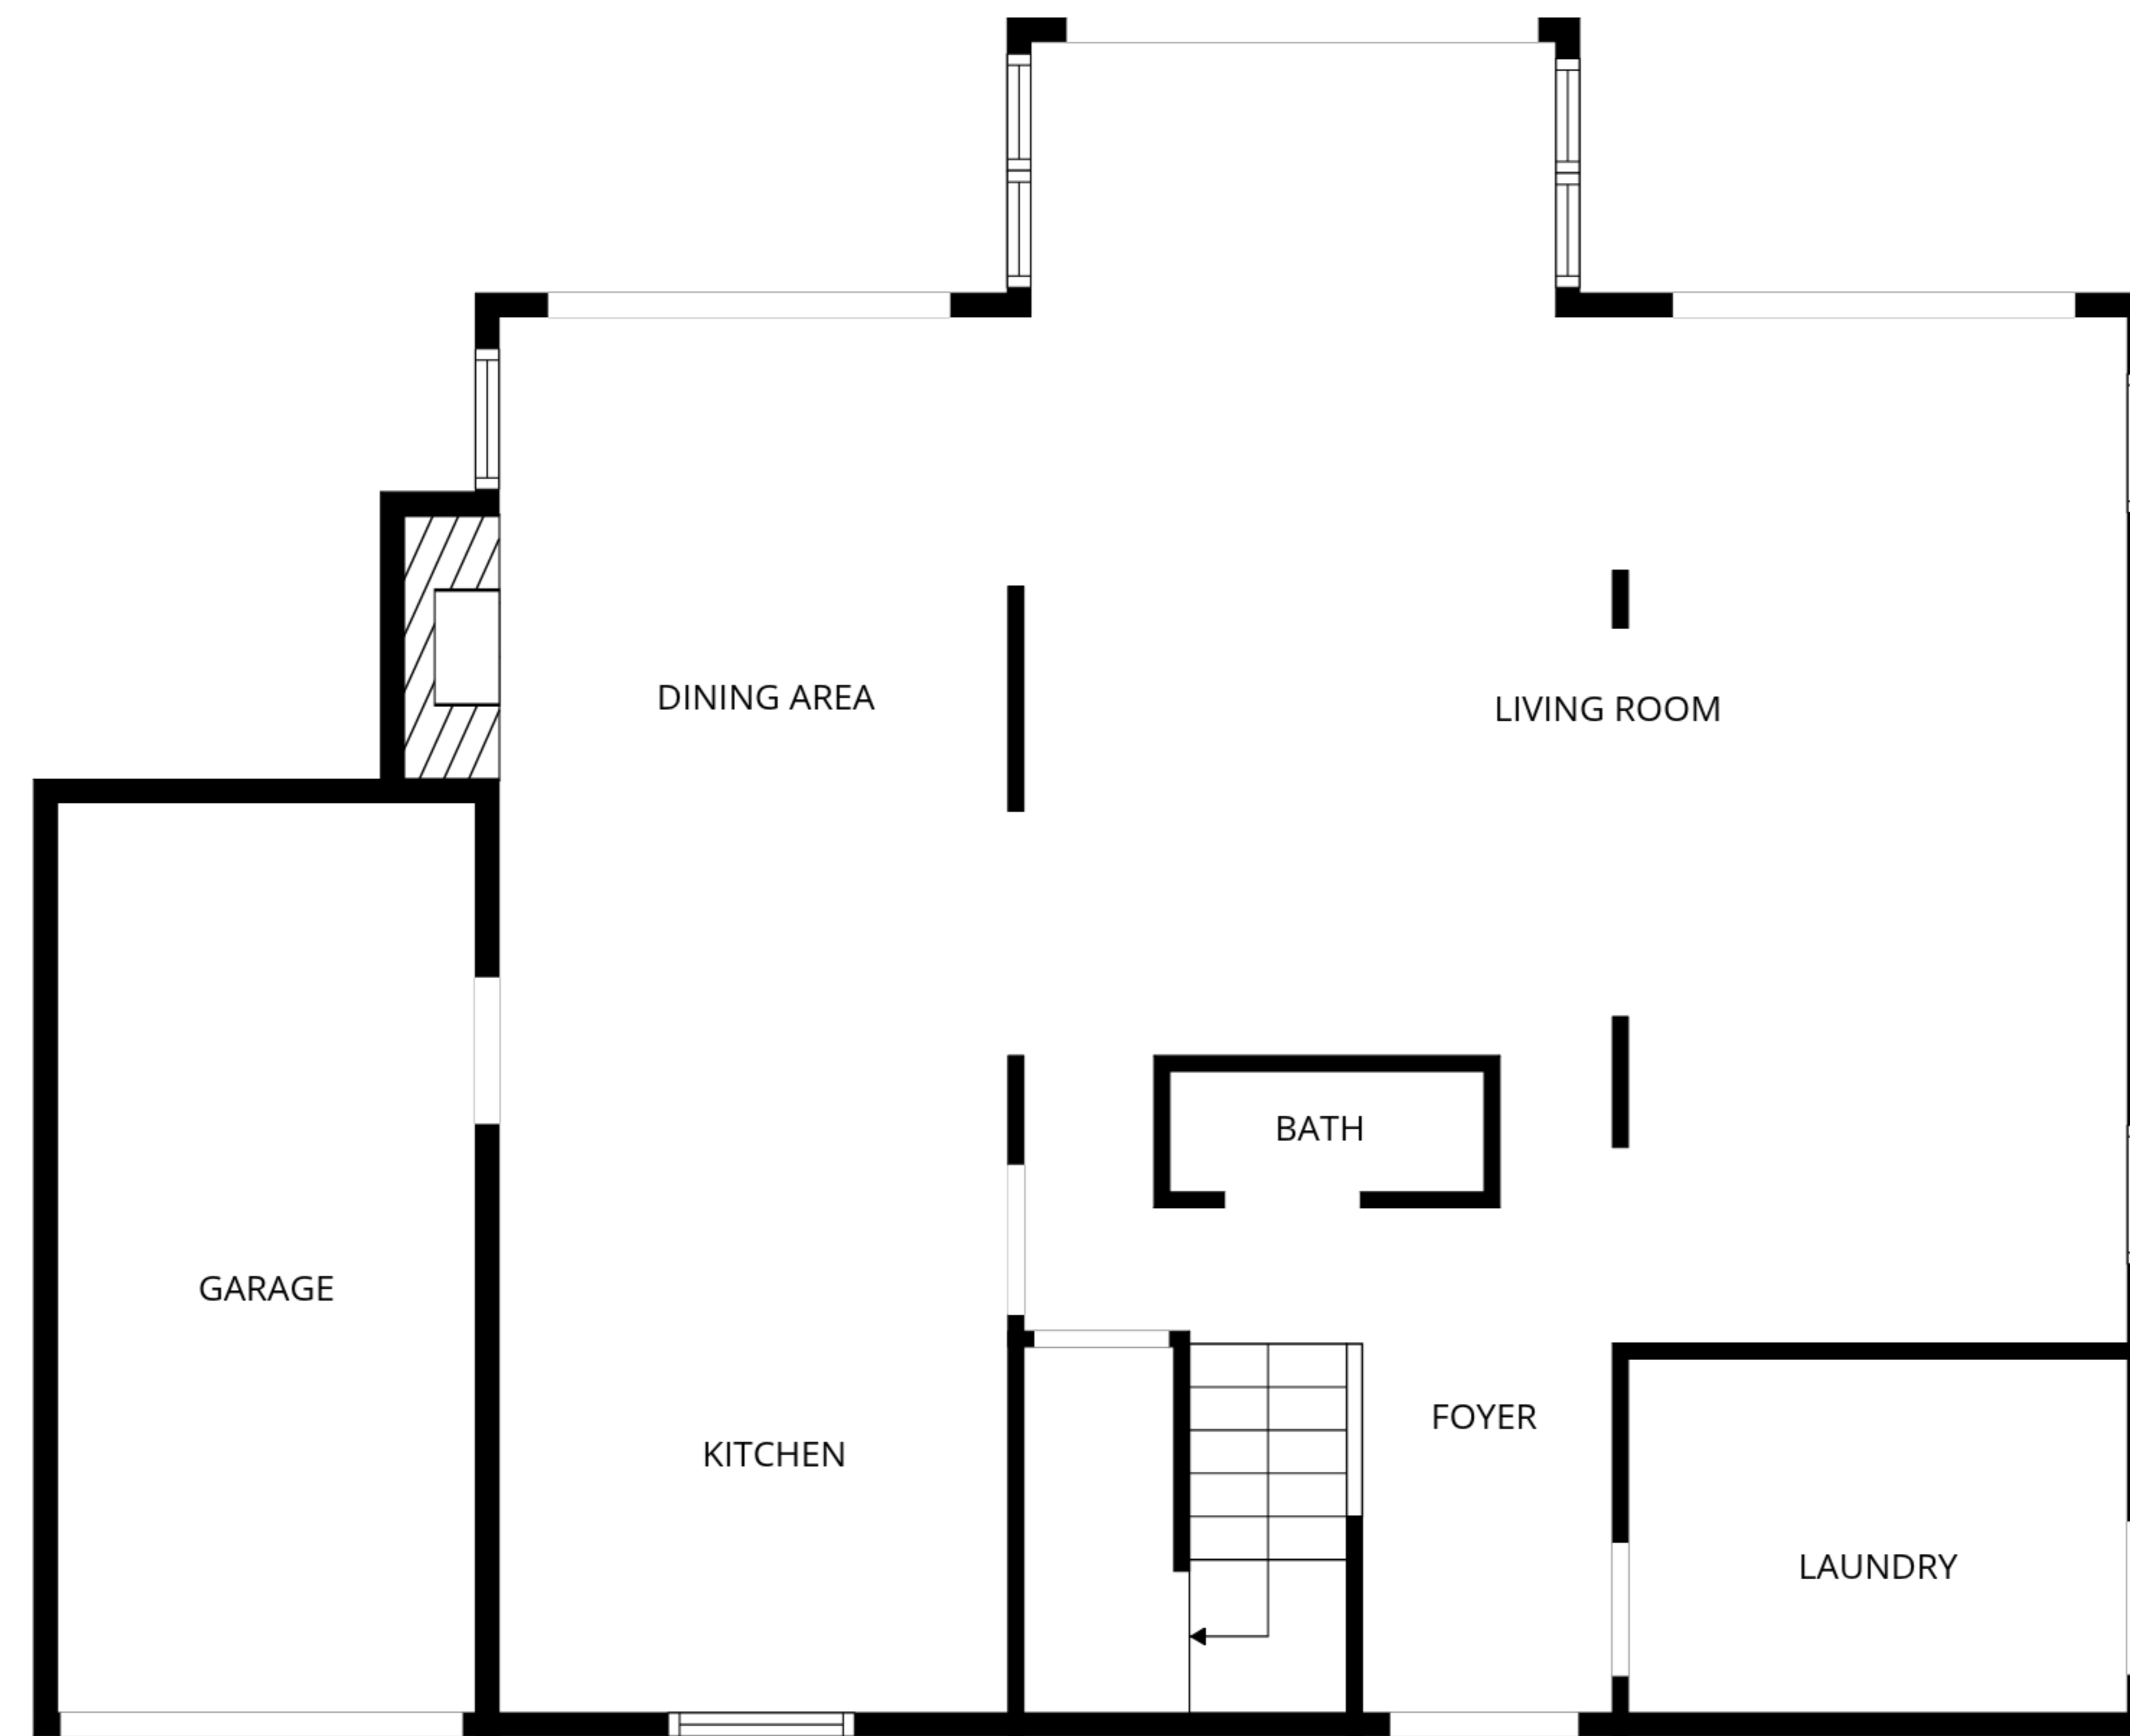 DINING AREA
LIVING ROOM
BATH
GARAGE
FOYER
KITCHEN
LAUNDRY